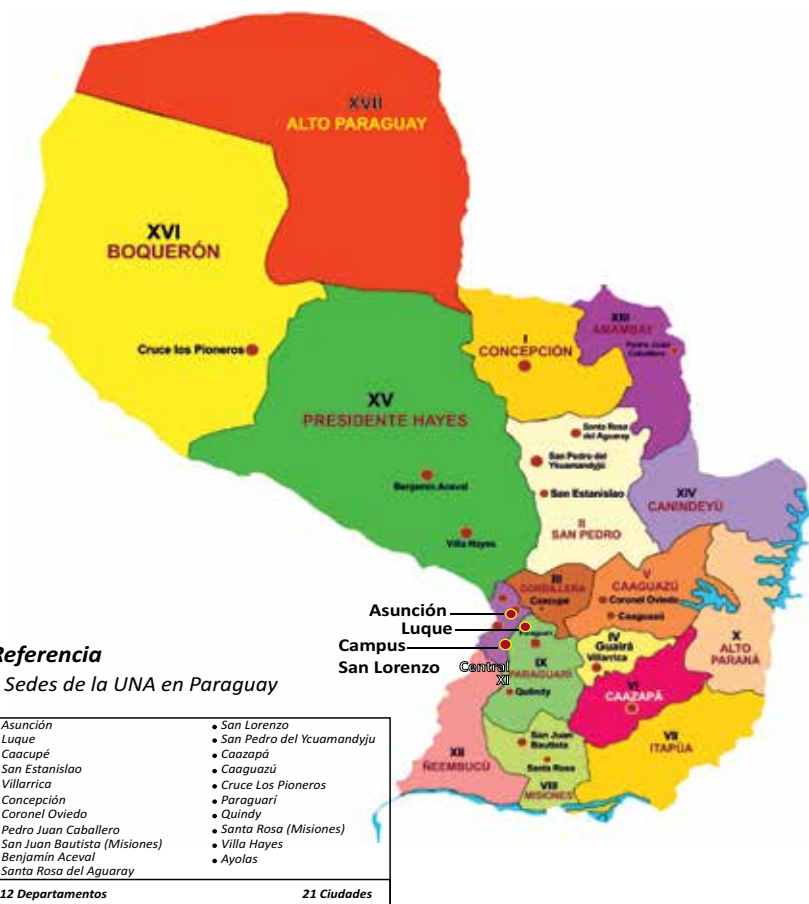 XVII
ALTO PARAGUAY
XVI
BOQUERÓN
Cruce los Pioneros
XV
PRESIDENTE HAYES
Benjamin Aceval
Villa Hayes
I
CONCEPCIÓN
XIII
AMAMBAY
Pedro Juan
Caballero
Santa Rosa
del Aguaray
San Pedro del
Ykuamandyju
San Estanislao
II
SAN PEDRO
XIV
CANINDEYÚ
III
CORDILLERA
Caacupé
V
CAAGUAZÚ
Coronel Oviedo
Caaguazú
X
ALTO
PARANÁ
Asunción
Luque
Campus
San Lorenzo
Central
XI
IX
PARAGUARÍ
Quindy
IV
Guairá
Villarrica
VI
CAAZAPÁ
VII
ITAPÚA
XII
ÑEEMBUCÚ
San Juan
Bautista
Santa Rosa
VIII
MISIONES
Referencia
Sedes de la UNA en Paraguay
Asunción
Luque
Caacupé
San Estanislao
Villarrica
Concepción
Coronel Oviedo
Pedro Juan Caballero
San Juan Bautista (Misiones)
Benjamín Aceval
Santa Rosa del Aguaray
• San Lorenzo
• San Pedro del Ycuamandyju
• Caazapá
• Caaguazú
• Cruce Los Pioneros
• Paraguarí
• Quindy
• Santa Rosa (Misiones)
• Villa Hayes
• Ayolas
12 Departamentos
21 Ciudades